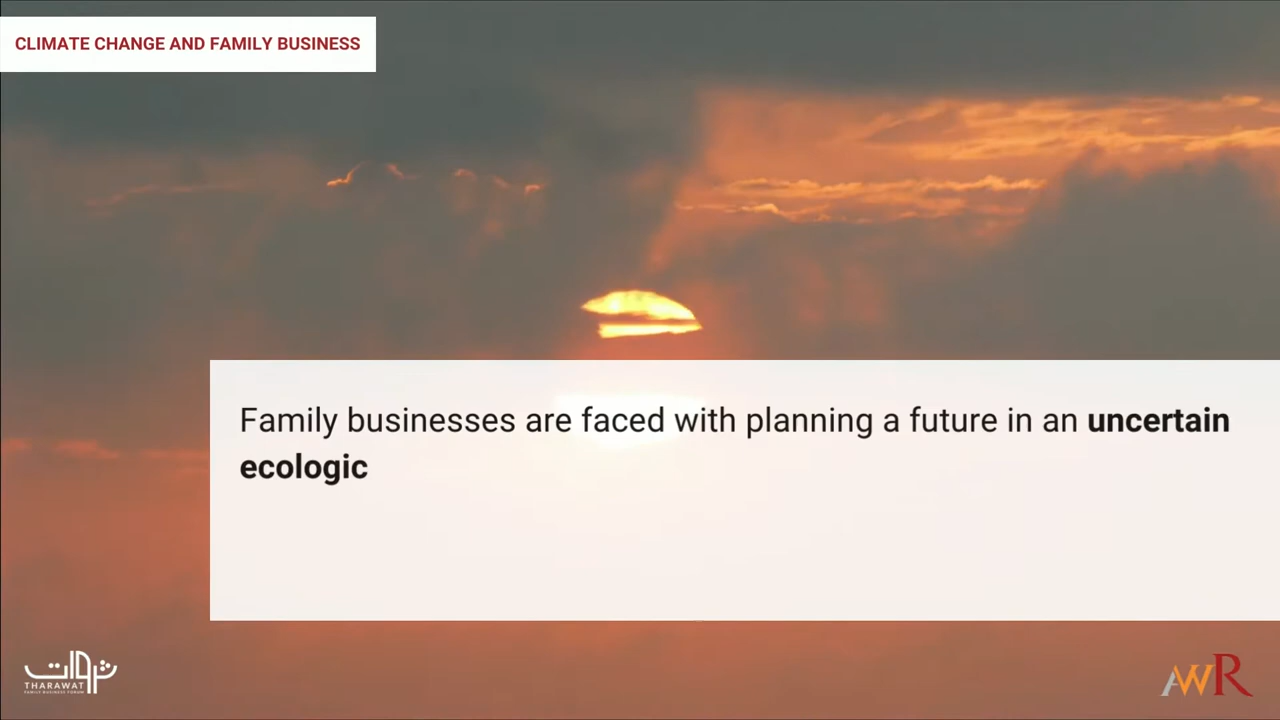 CLIMATE CHANGE AND FAMILY BUSINESS
Family businesses are faced with planning a future in an uncertain
ecologic
ثروات
THARAWAT
FAMILY BUSINESS FORUM
AWR